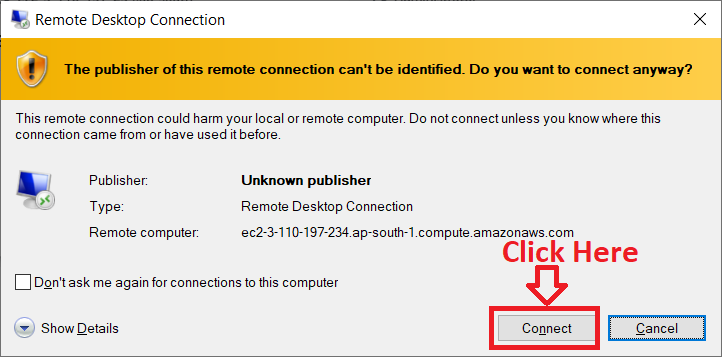 Remote Desktop Connection
The publisher of this remote connection can't be identified. Do you want to connect anyway?
This remote connection could harm your local or remote computer. Do not connect unless you know where this
connection came from or have used it before.
Publisher: Unknown publisher
Type: Remote Desktop Connection
Remote computer: ec2-3-110-197-234.ap-south-1.compute.amazonaws.com
Click Here
Don't ask me again for connections to this computer
Show Details Connect Cancel